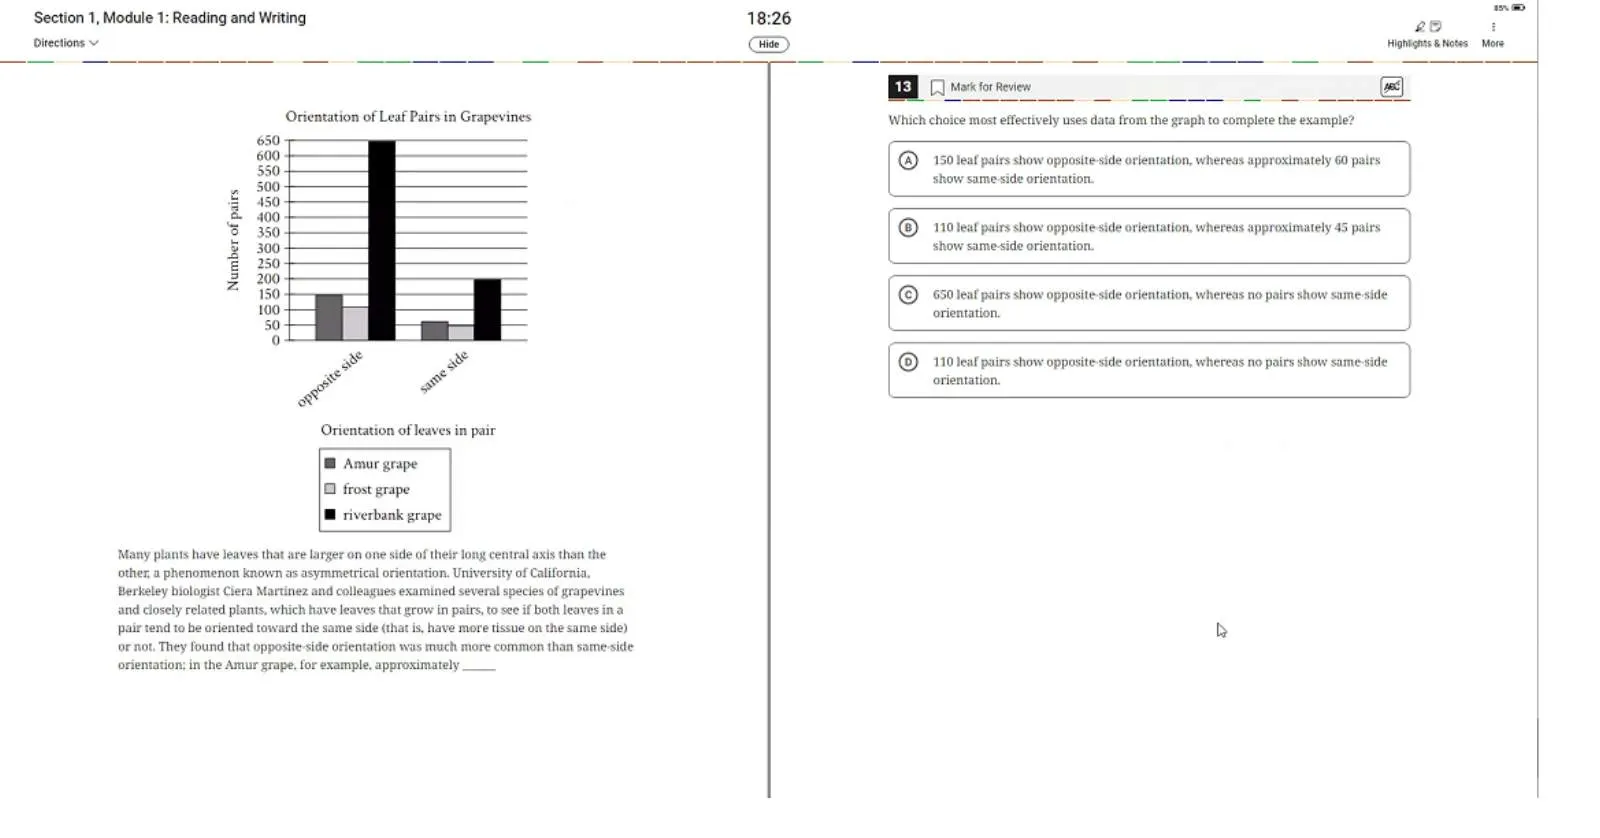 Section 1, Module 1: Reading and Writing
Directions
18:26
Hide
85%
Highlights & Notes
More
Orientation of Leaf Pairs in Grapevines
Number of pairs
650
600
550
500
450
400
350
300
250
200
150
100
50
0
opposite side
same side
Orientation of leaves in pair
Amur grape
frost grape
riverbank grape
Many plants have leaves that are larger on one side of their long central axis than the
other, a phenomenon known as asymmetrical orientation. University of California,
Berkeley biologist Ciera Martinez and colleagues examined several species of grapevines
and closely related plants, which have leaves that grow in pairs, to see if both leaves in a
pair tend to be oriented toward the same side (that is, have more tissue on the same side)
or not. They found that opposite-side orientation was much more common than same-side
orientation; in the Amur grape, for example, approximately ______
13
Mark for Review
ABC
Which choice most effectively uses data from the graph to complete the example?
A
150 leaf pairs show opposite-side orientation, whereas approximately 60 pairs
show same-side orientation.
B
110 leaf pairs show opposite-side orientation, whereas approximately 45 pairs
show same-side orientation.
C
650 leaf pairs show opposite-side orientation, whereas no pairs show same-side
orientation.
D
110 leaf pairs show opposite-side orientation, whereas no pairs show same-side
orientation.